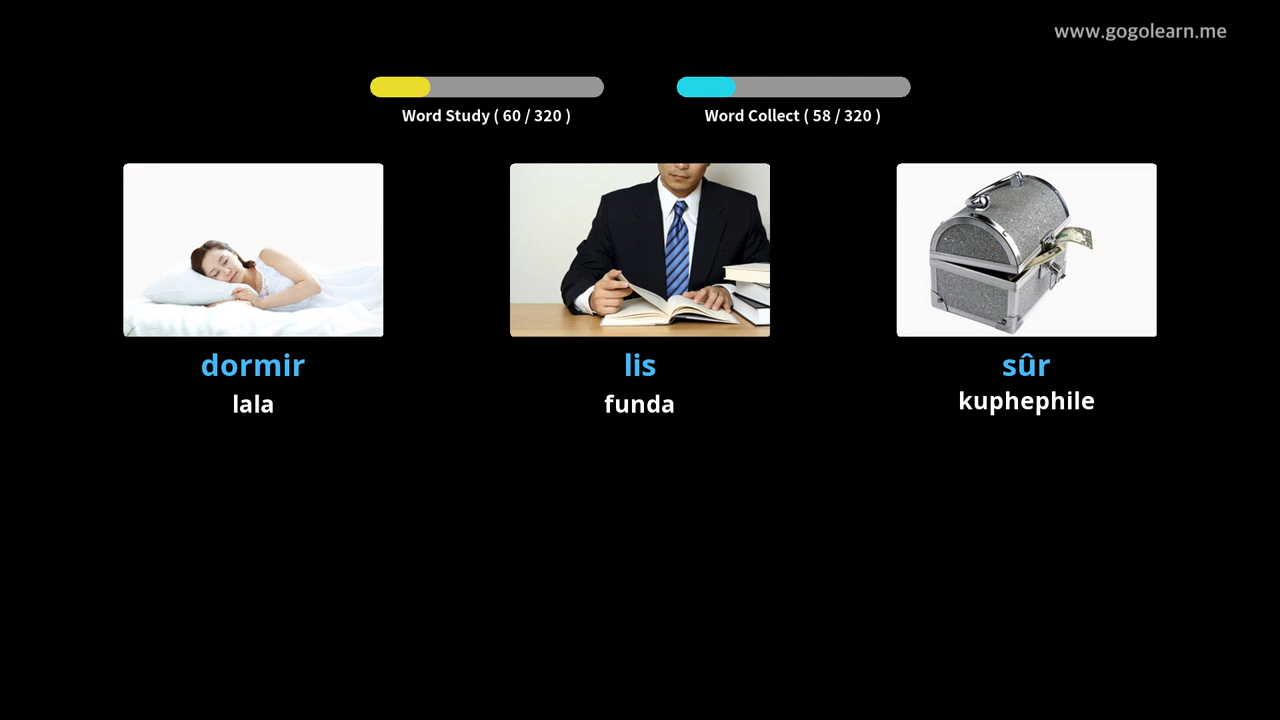 www.gogolearn.me
Word Study ( 60 / 320 )
Word Collect ( 58 / 320 )
dormir
lala
lis
funda
sûr
kuphephile